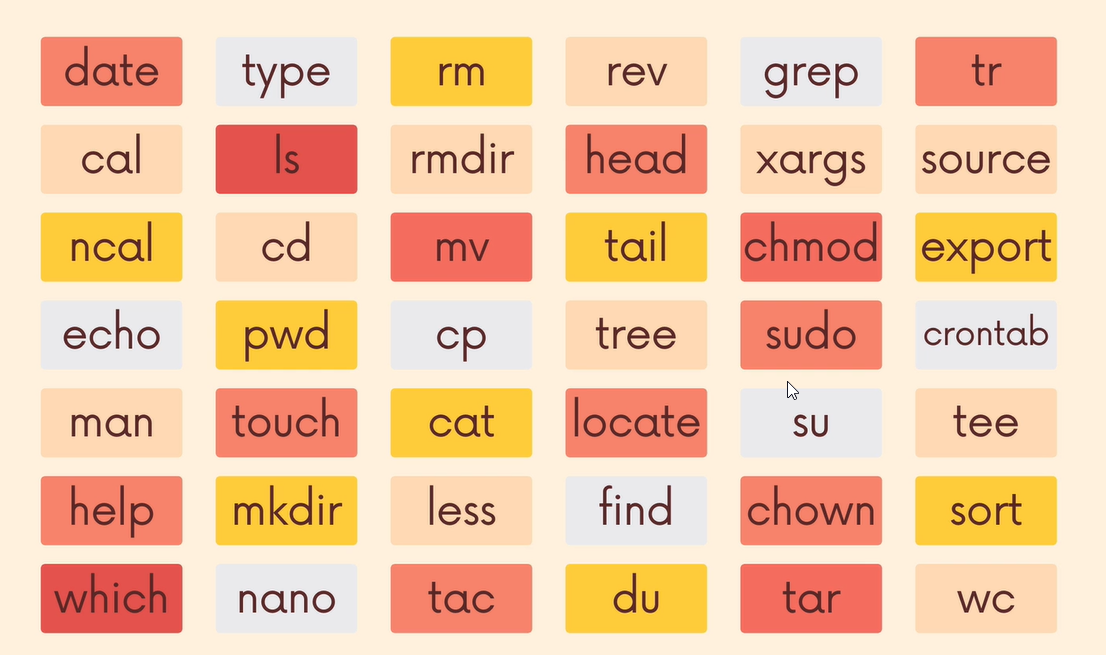 date type rm rev grep tr
cal ls rmdir head xargs source
ncal cd mv tail chmod export
echo pwd cp tree sudo crontab
man touch cat locate su tee
help mkdir less find chown sort
which nano tac du tar wc